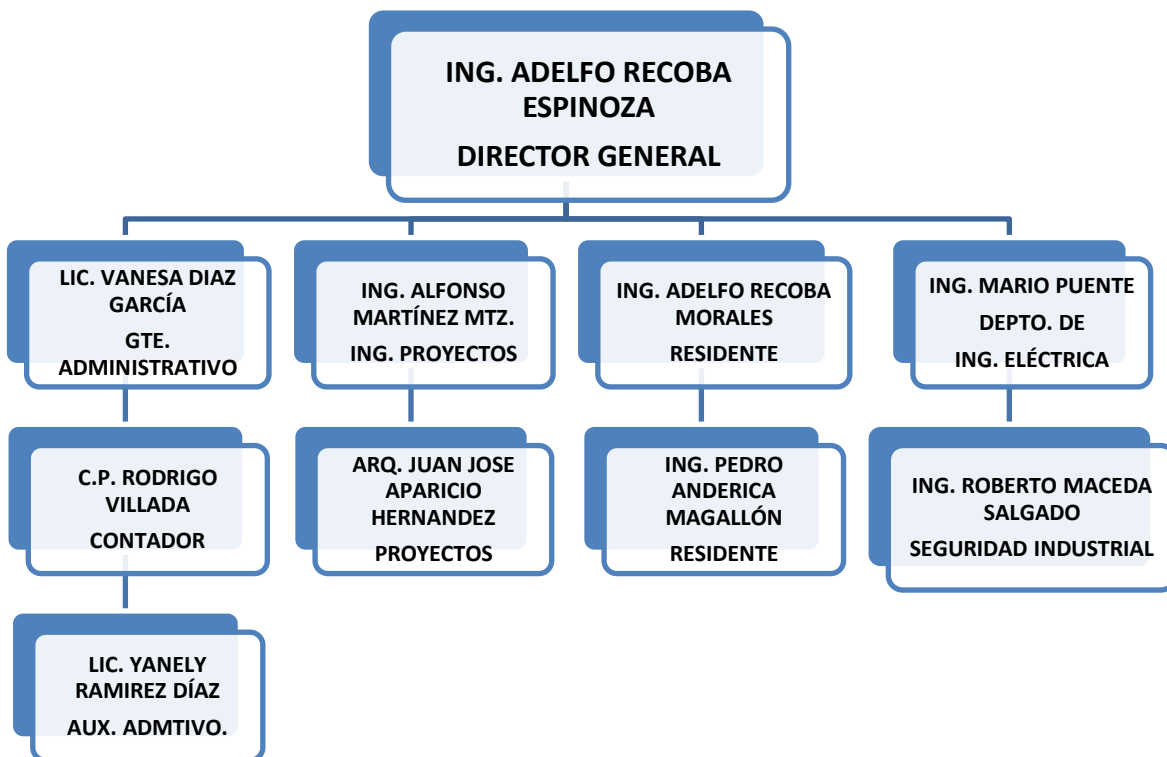 ING. ADELFO RECOBA
ESPINOZA
DIRECTOR GENERAL
LIC. VANESA DIAZ
GARCÍA
GTE.
ADMINISTRATIVO
ING. ALFONSO
MARTÍNEZ MTZ.
ING. PROYECTOS
ING. ADELFO RECOBA
MORALES
RESIDENTE
ING. MARIO PUENTE
DEPTO. DE
ING. ELÉCTRICA
C.P. RODRIGO
VILLADA
CONTADOR
ARQ. JUAN JOSE
APARICIO
HERNANDEZ
PROYECTOS
ING. PEDRO
ANDERICA
MAGALLÓN
RESIDENTE
ING. ROBERTO MACEDA
SALGADO
SEGURIDAD INDUSTRIAL
LIC. YANELY
RAMIREZ DÍAZ
AUX. ADMTIVO.